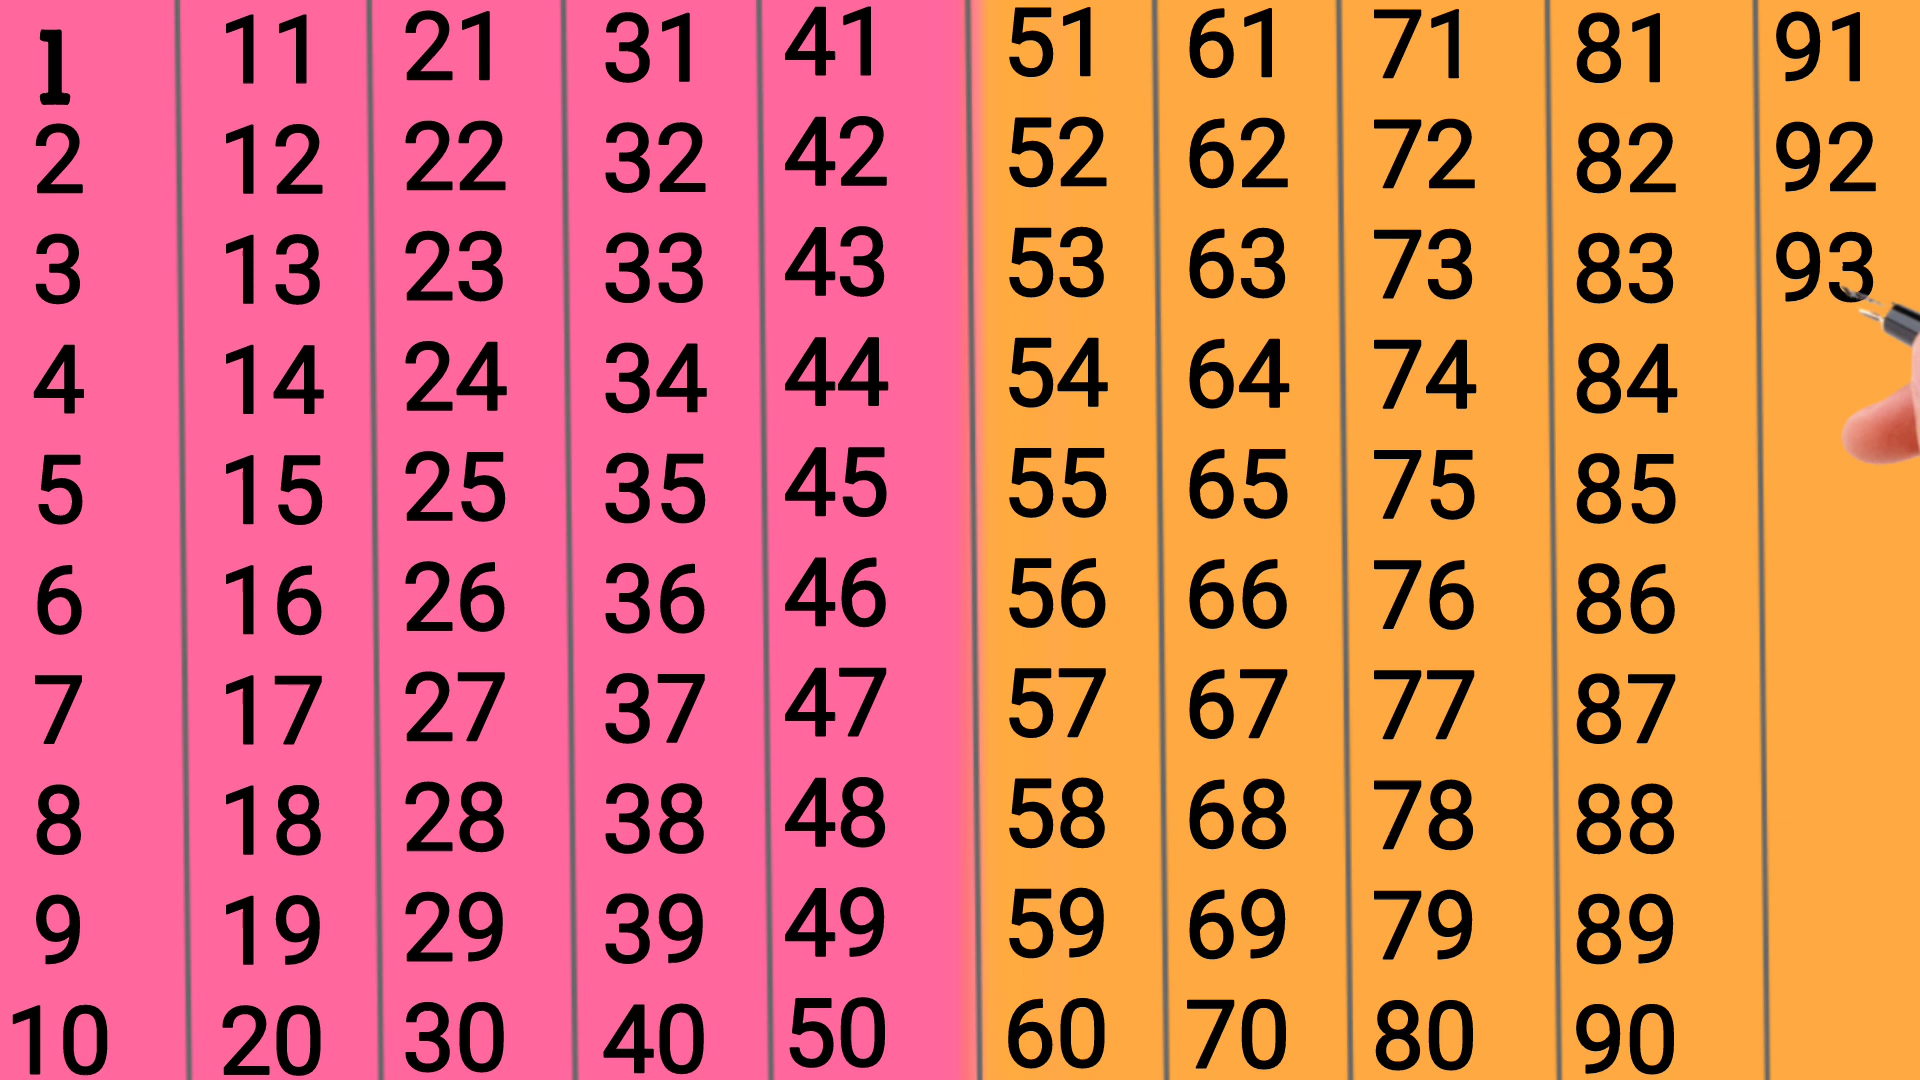 1 11 21 31 41 51 61 71 81 91
2 12 22 32 42 52 62 72 82 92
3 13 23 33 43 53 63 73 83 93
4 14 24 34 44 54 64 74 84
5 15 25 35 45 55 65 75 85
6 16 26 36 46 56 66 76 86
7 17 27 37 47 57 67 77 87
8 18 28 38 48 58 68 78 88
9 19 29 39 49 59 69 79 89
10 20 30 40 50 60 70 80 90